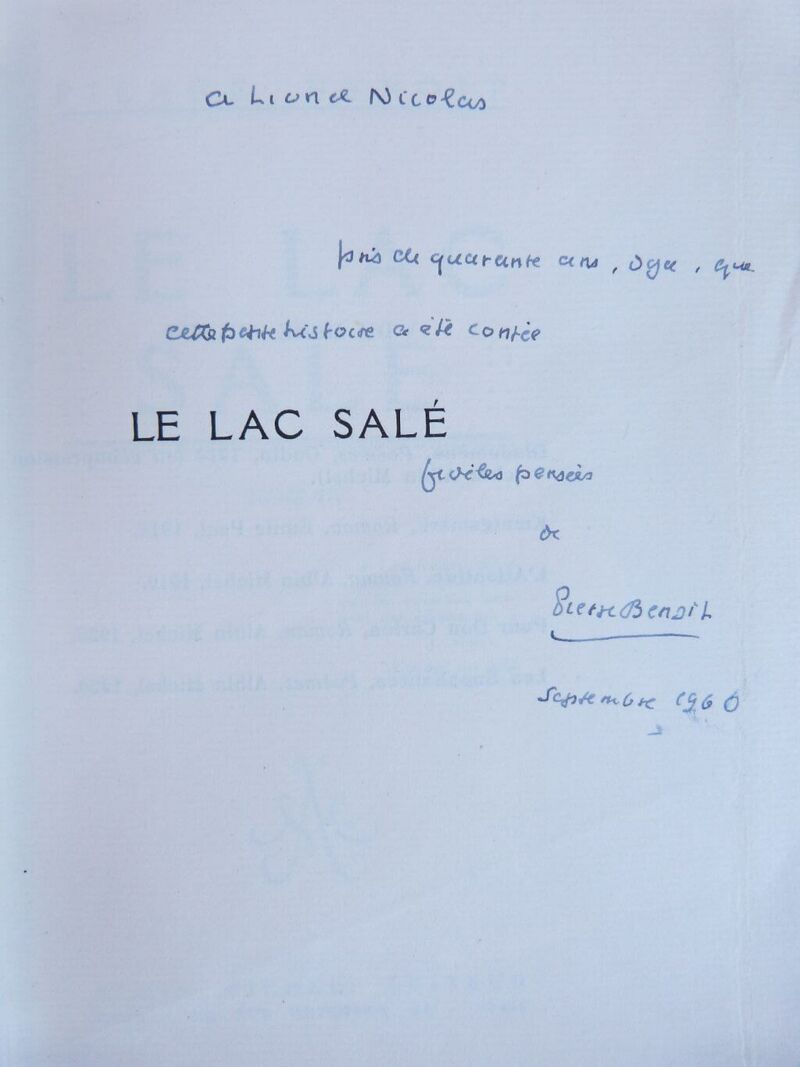 a Lionel Nicolas
près de quarante ans, déjà, que
cette petite histoire a été contée
LE LAC SALÉ
fidèles pensées
de
Pierre Benoit
Septembre 1960